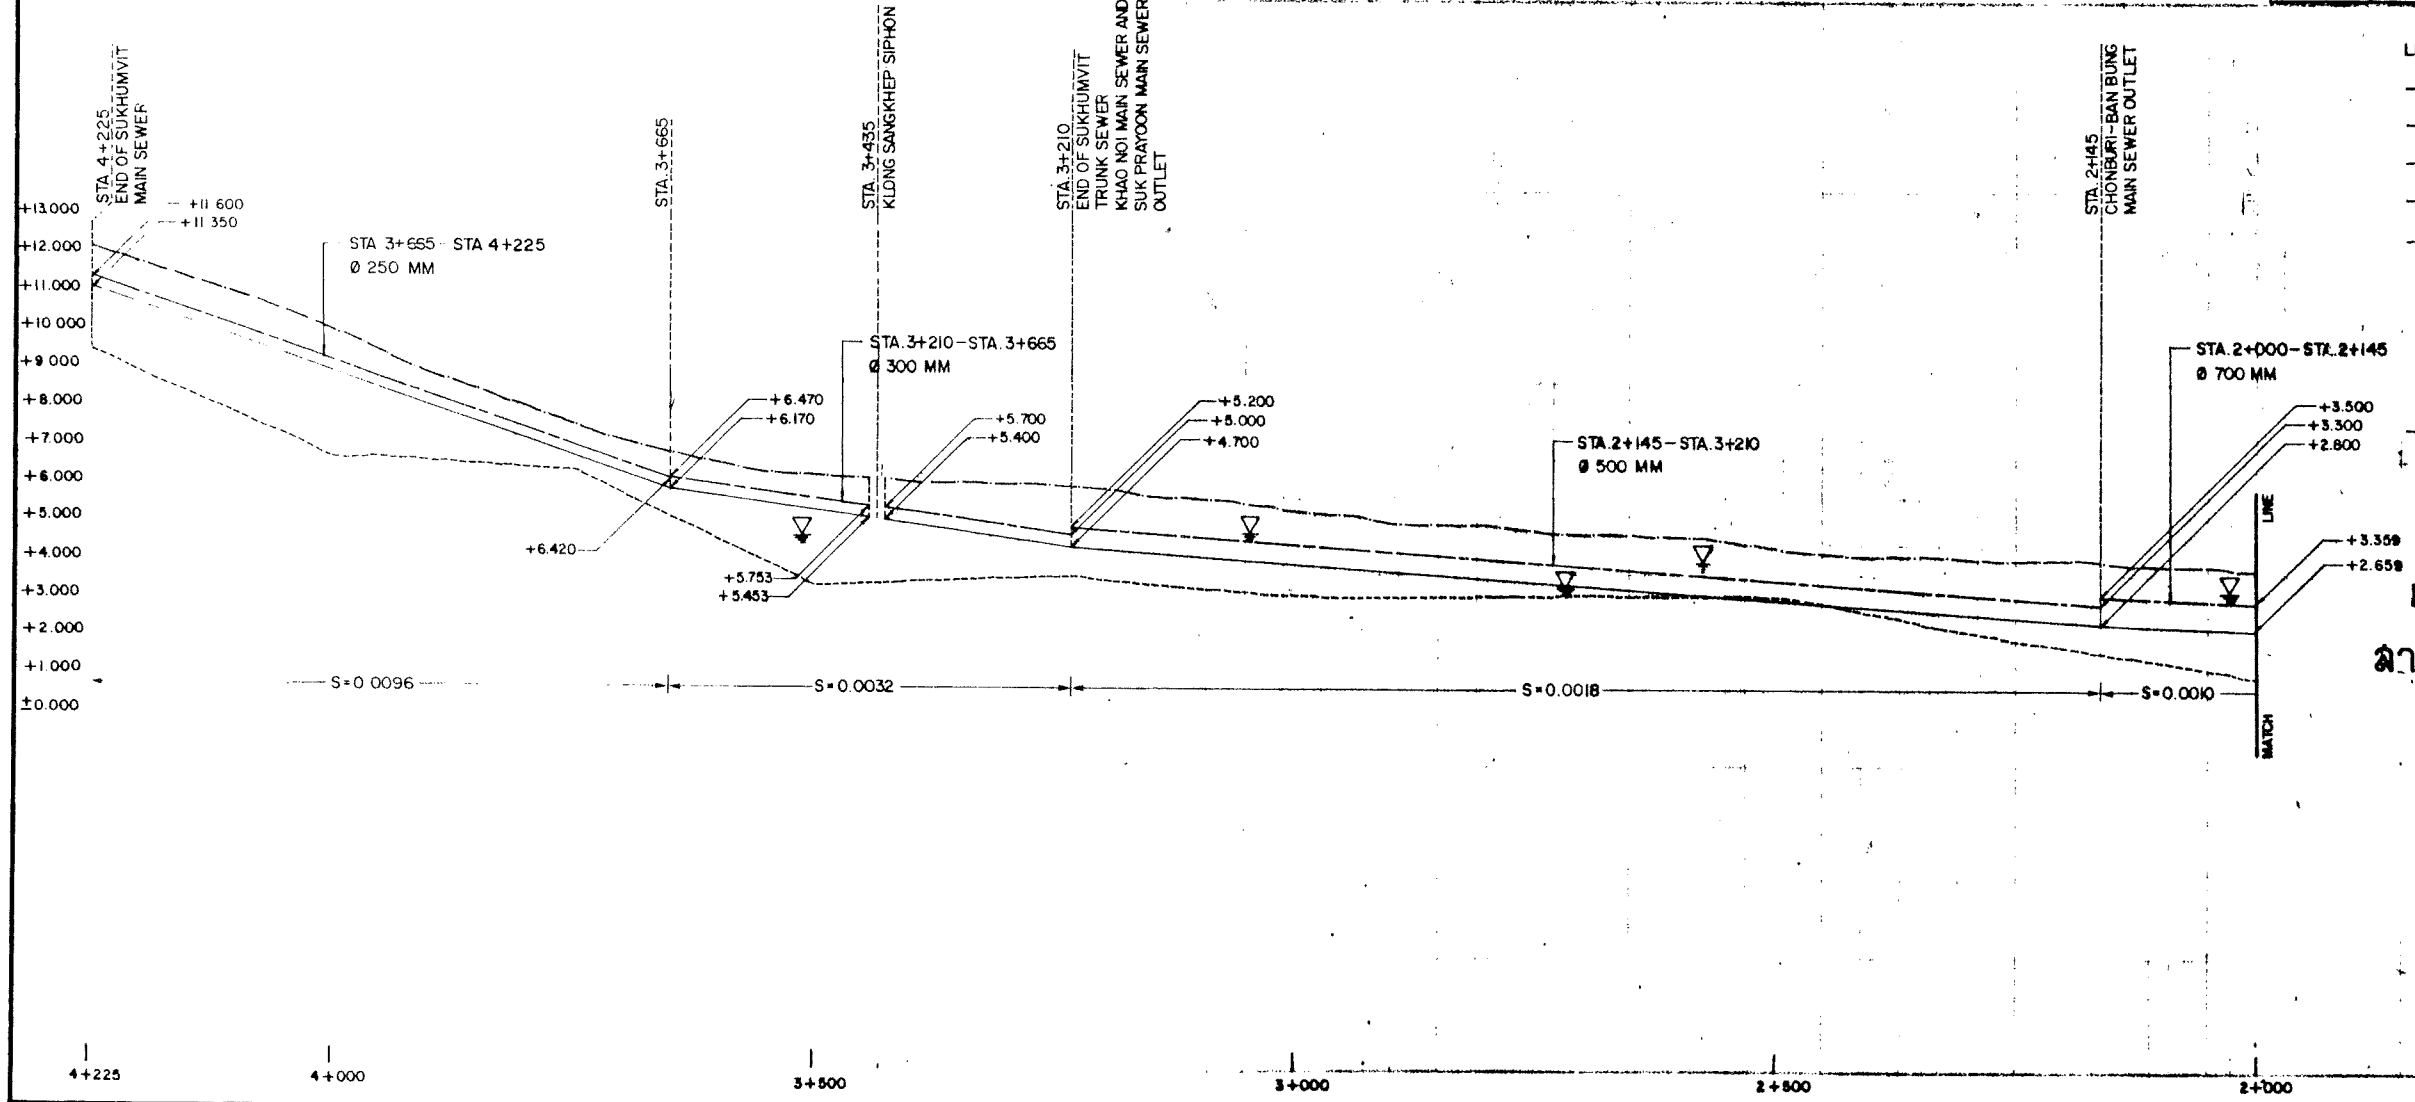 STA 4+225
END OF SUKHUMVIT
MAIN SEWER
STA.3+665
STA. 3+435
KLONG SANGKHEP SIPHON
STA.3+210
END OF SUKHUMVIT
TRUNK SEWER
KHAO NOI MAIN SEWER AND
SUK PRAYOON MAIN SEWER
OUTLET
STA.2+145
CHONBURI-BAN BUNG
MAIN SEWER OUTLET
+13.000
+12.000
+11.000
+10 000
+9 000
+8.000
+7.000
+6.000
+5.000
+4.000
+3.000
+2.000
+1.000
±0.000
+11 600
+11 350
STA 3+665 - STA 4+225
Ø 250 MM
+6.470
+6.170
+6.420
STA.3+210-STA.3+665
Ø 300 MM
+5.700
+5.400
+5.753
+5.453
+5.200
+5.000
+4.700
STA.2+145-STA.3+210
Ø 500 MM
STA.2+000-STA.2+145
Ø 700 MM
+3.500
+3.300
+2.800
LINE
+3.359
+2.659
MATCH
S=0 0096
S=0.0032
S=0.0018
S=0.0010
4+225
4+000
3+500
3+000
2+500
2+000